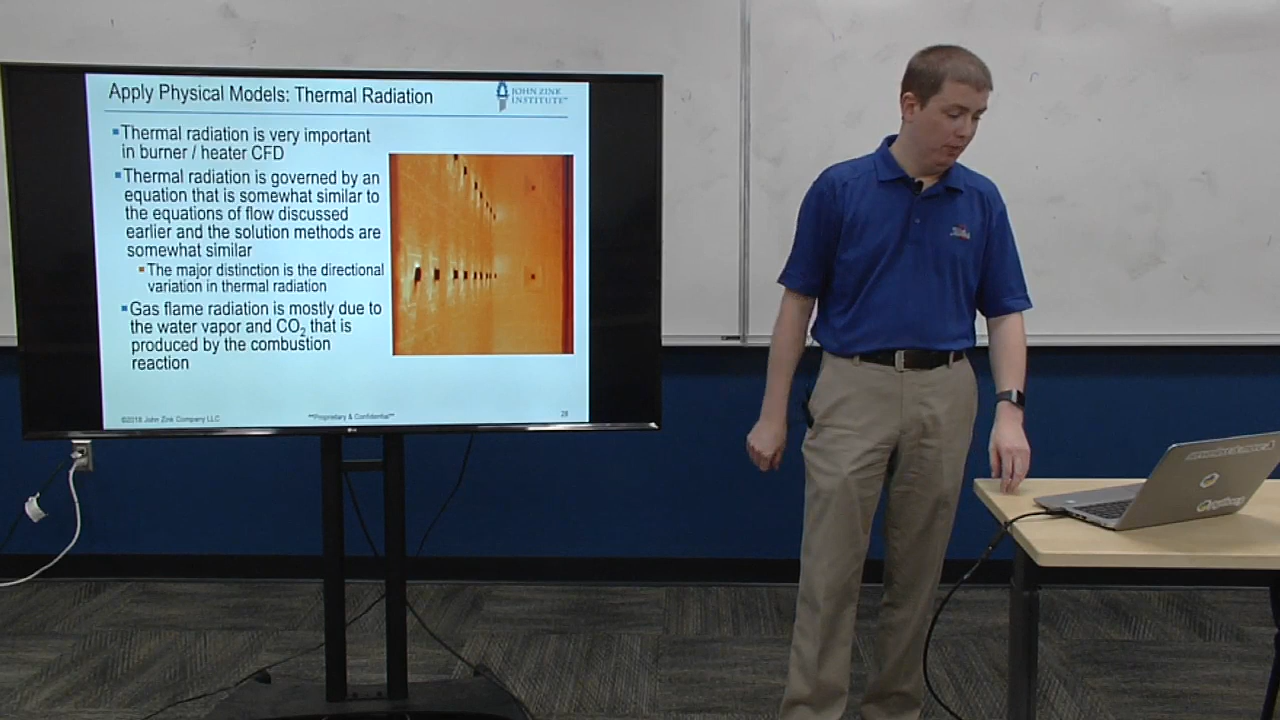 Apply Physical Models: Thermal Radiation
JOHN ZINK
INSTITUTE
Thermal radiation is very important
in burner / heater CFD
Thermal radiation is governed by an
equation that is somewhat similar to
the equations of flow discussed
earlier and the solution methods are
somewhat similar
The major distinction is the directional
variation in thermal radiation
Gas flame radiation is mostly due to
the water vapor and CO2 that is
produced by the combustion
reaction
©2018 John Zink Company LLC
**Proprietary & Confidential**
28
LG